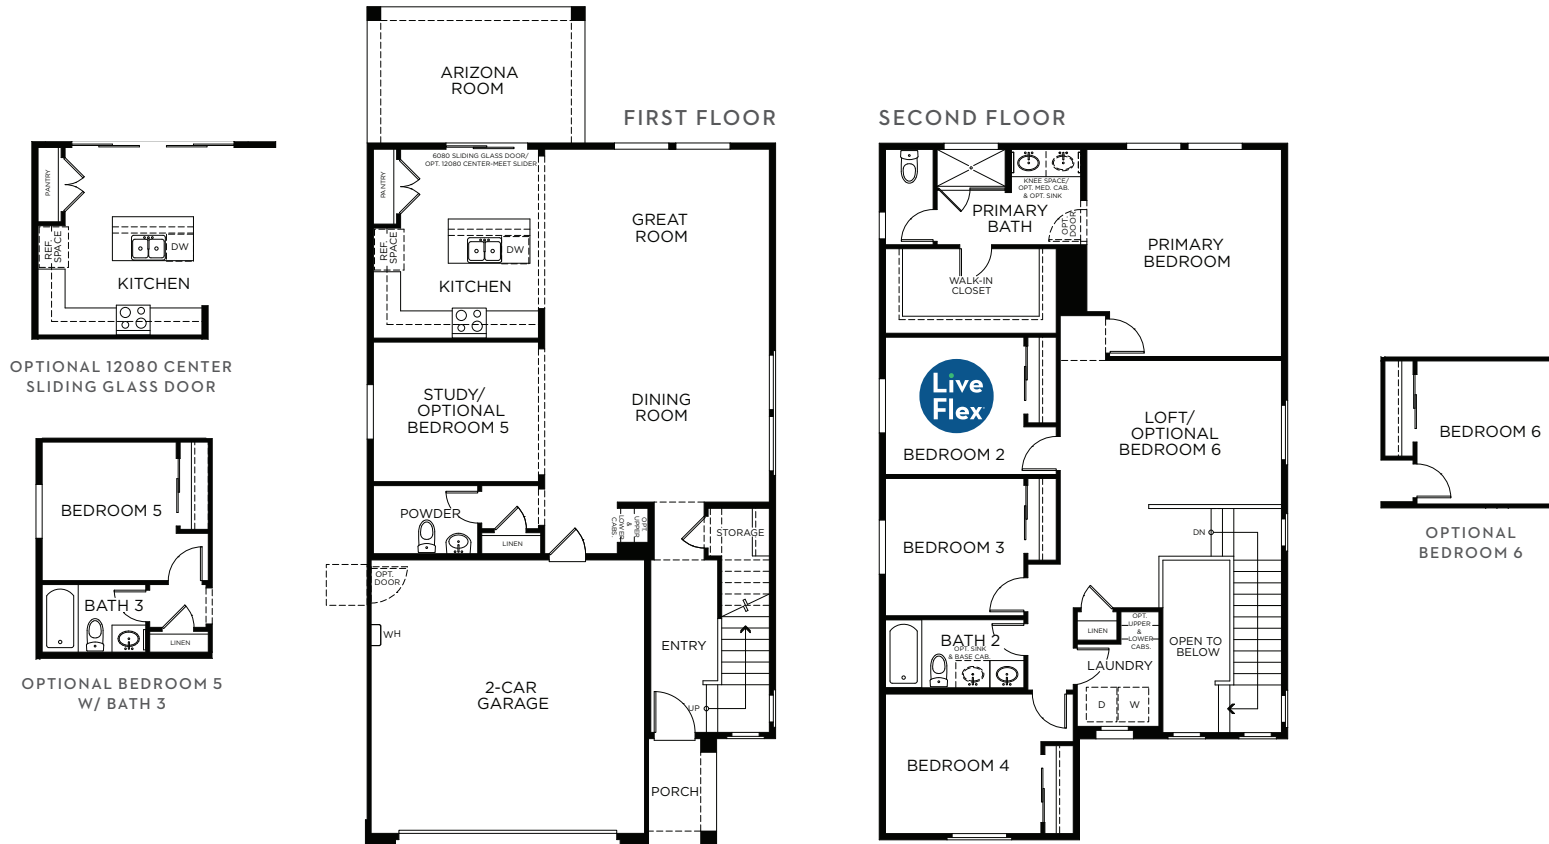 PANTRY
REF.
SPACE
DW
KITCHEN
OPTIONAL 12080 CENTER
SLIDING GLASS DOOR
BEDROOM 5
BATH 3
LINEN
OPTIONAL BEDROOM 5
W/ BATH 3
FIRST FLOOR
ARIZONA
ROOM
6080 SLIDING GLASS DOOR/
OPT. 12080 CENTER-MEET SLIDER
PANTRY
REF.
SPACE
DW
KITCHEN
GREAT
ROOM
STUDY/
OPTIONAL
BEDROOM 5
DINING
ROOM
POWDER
LINEN
OPT.
UPPER
&
LOWER
CABS.
STORAGE
OPT.
DOOR
WH
ENTRY
2-CAR
GARAGE
UP
PORCH
SECOND FLOOR
KNEE SPACE/
OPT. MED. CAB.
& OPT. SINK
PRIMARY
BATH
OPT.
DOOR
PRIMARY
BEDROOM
WALK-IN
CLOSET
Live
Flex
BEDROOM 2
LOFT/
OPTIONAL
BEDROOM 6
BEDROOM 3
DN
BATH 2
OPT. SINK
& BASE CAB.
LINEN
OPT.
UPPER
&
LOWER
CABS.
LAUNDRY
D
W
OPEN TO
BELOW
BEDROOM 4
BEDROOM 6
OPTIONAL
BEDROOM 6